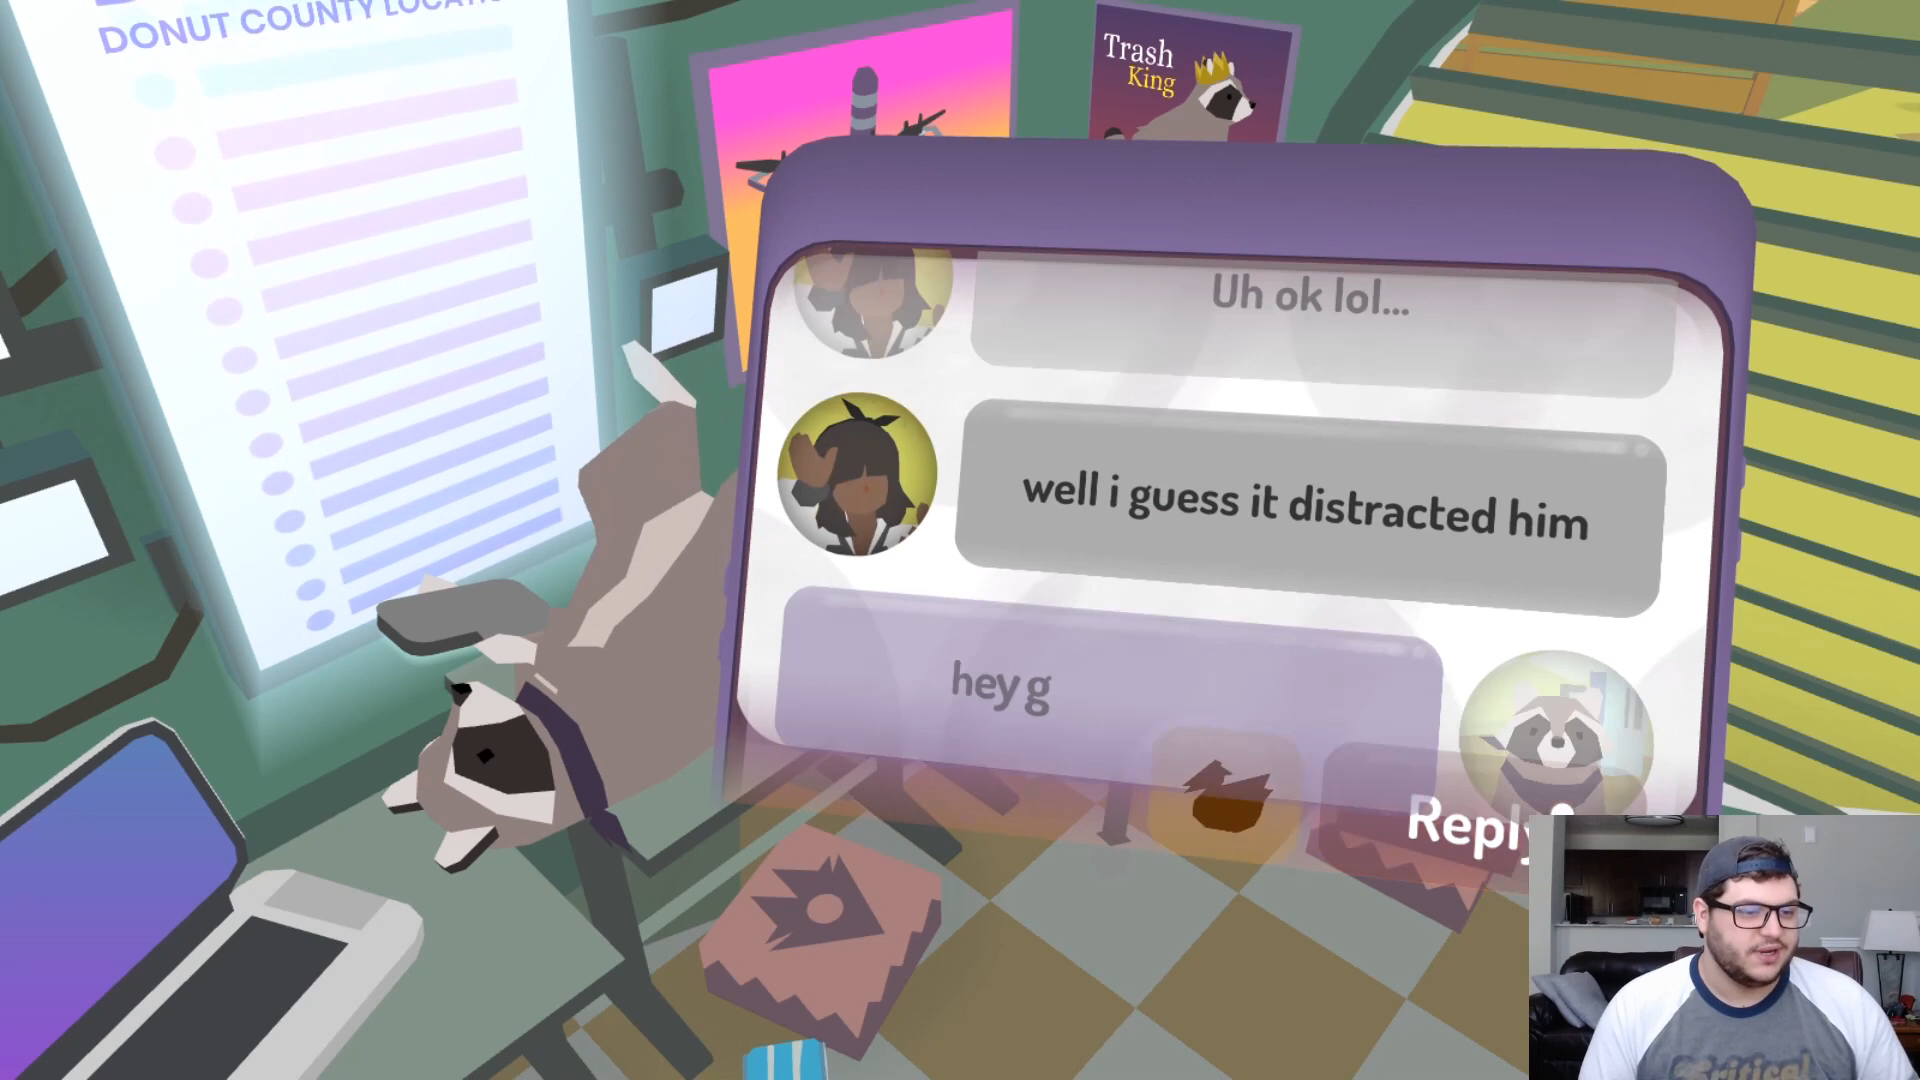 DONUT COUNTY
Trash
King
Uh ok lol...
well i guess it distracted him
hey g
Reply